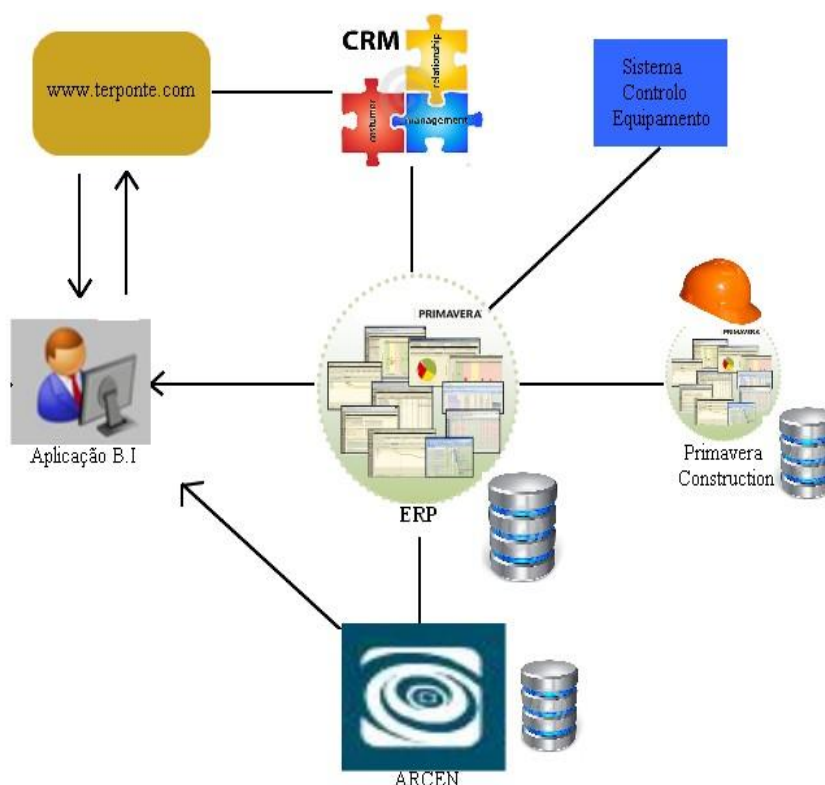 CRM
www.terponte.com
relationship
costumer
management
Sistema
Controlo
Equipamento
PRIMAVERA
PRIMAVERA
Aplicação B.I
Primavera
Construction
ERP
ARCEN